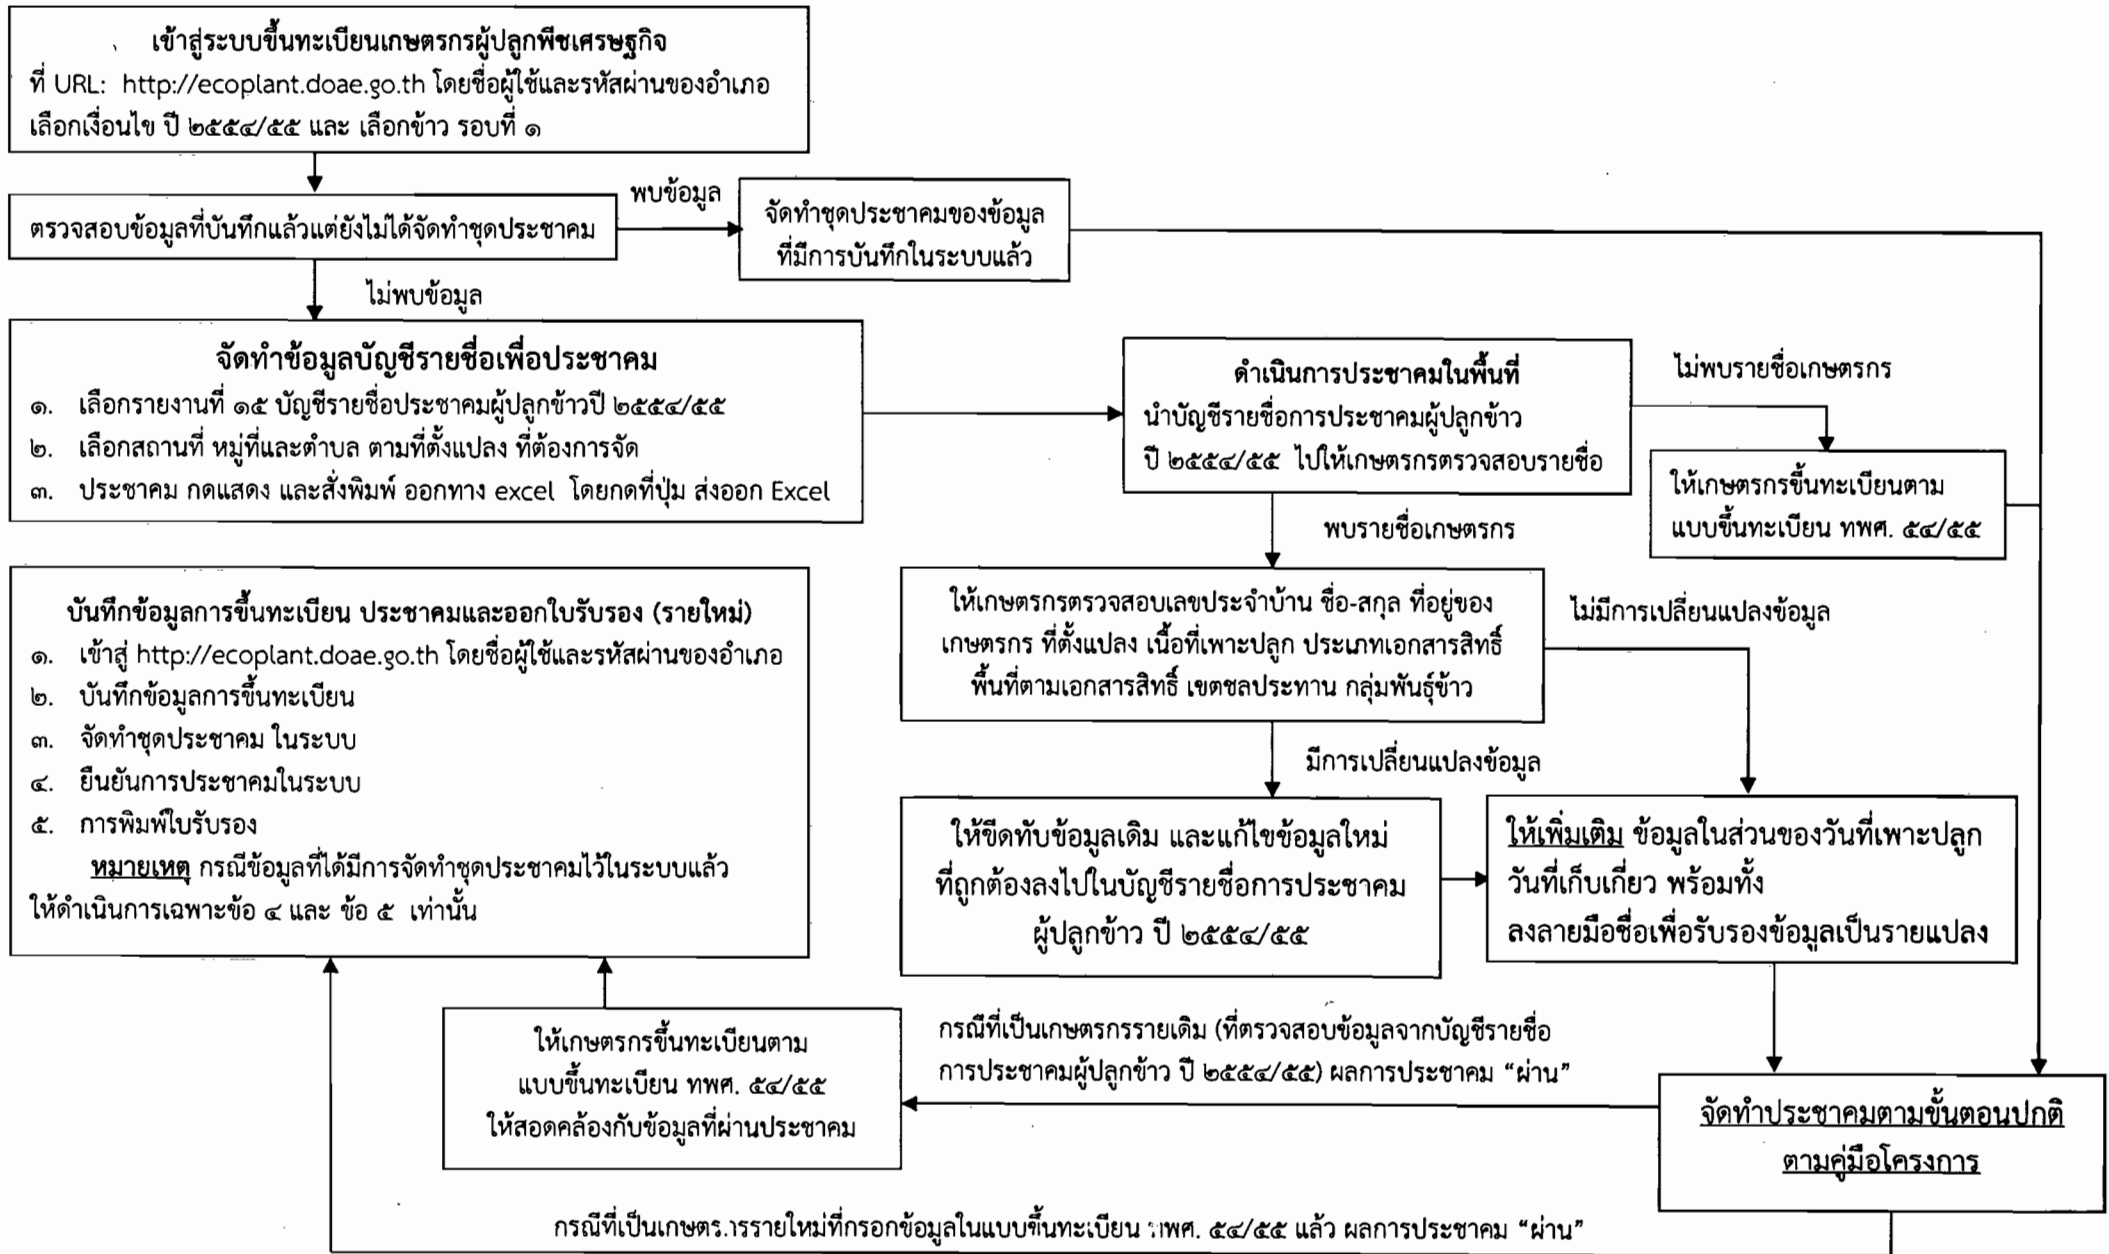 เข้าสู่ระบบขึ้นทะเบียนเกษตรกรผู้ปลูกพืชเศรษฐกิจ
ที่ URL: http://ecoplant.doae.go.th โดยชื่อผู้ใช้และรหัสผ่านของอำเภอ
เลือกเงื่อนไข ปี ๒๕๕๔/๕๕ และ เลือกข้าว รอบที่ ๑
ตรวจสอบข้อมูลที่บันทึกแล้วแต่ยังไม่ได้จัดทำชุดประชาคม
พบข้อมูล
จัดทำชุดประชาคมของข้อมูล
ที่มีการบันทึกในระบบแล้ว
ไม่พบข้อมูล
จัดทำข้อมูลบัญชีรายชื่อเพื่อประชาคม
๑. เลือกรายงานที่ ๑๕ บัญชีรายชื่อประชาคมผู้ปลูกข้าวปี ๒๕๕๔/๕๕
๒. เลือกสถานที่ หมู่ที่และตำบล ตามที่ตั้งแปลง ที่ต้องการจัด
๓. ประชาคม กดแสดง และสั่งพิมพ์ ออกทาง excel โดยกดที่ปุ่ม ส่งออก Excel
ดำเนินการประชาคมในพื้นที่
นำบัญชีรายชื่อการประชาคมผู้ปลูกข้าว
ปี ๒๕๕๔/๕๕ ไปให้เกษตรกรตรวจสอบรายชื่อ
ไม่พบรายชื่อเกษตรกร
ให้เกษตรกรขึ้นทะเบียนตาม
แบบขึ้นทะเบียน ทพศ. ๕๔/๕๕
พบรายชื่อเกษตรกร
ให้เกษตรกรตรวจสอบเลขประจำบ้าน ชื่อ-สกุล ที่อยู่ของ
เกษตรกร ที่ตั้งแปลง เนื้อที่เพาะปลูก ประเภทเอกสารสิทธิ์
พื้นที่ตามเอกสารสิทธิ์ เขตชลประทาน กลุ่มพันธุ์ข้าว
ไม่มีการเปลี่ยนแปลงข้อมูล
มีการเปลี่ยนแปลงข้อมูล
ให้ขีดทับข้อมูลเดิม และแก้ไขข้อมูลใหม่
ที่ถูกต้องลงไปในบัญชีรายชื่อการประชาคม
ผู้ปลูกข้าว ปี ๒๕๕๔/๕๕
ให้เพิ่มเติม ข้อมูลในส่วนของวันที่เพาะปลูก
วันที่เก็บเกี่ยว พร้อมทั้ง
ลงลายมือชื่อเพื่อรับรองข้อมูลเป็นรายแปลง
บันทึกข้อมูลการขึ้นทะเบียน ประชาคมและออกใบรับรอง (รายใหม่)
๑. เข้าสู่ http://ecoplant.doae.go.th โดยชื่อผู้ใช้และรหัสผ่านของอำเภอ
๒. บันทึกข้อมูลการขึ้นทะเบียน
๓. จัดทำชุดประชาคม ในระบบ
๔. ยืนยันการประชาคมในระบบ
๕. การพิมพ์ใบรับรอง
หมายเหตุ กรณีข้อมูลที่ได้มีการจัดทำชุดประชาคมไว้ในระบบแล้ว
ให้ดำเนินการเฉพาะข้อ ๔ และ ข้อ ๕ เท่านั้น
ให้เกษตรกรขึ้นทะเบียนตาม
แบบขึ้นทะเบียน ทพศ. ๕๔/๕๕
ให้สอดคล้องกับข้อมูลที่ผ่านประชาคม
กรณีที่เป็นเกษตรกรรายเดิม (ที่ตรวจสอบข้อมูลจากบัญชีรายชื่อ
การประชาคมผู้ปลูกข้าว ปี ๒๕๕๔/๕๕) ผลการประชาคม “ผ่าน”
จัดทำประชาคมตามขั้นตอนปกติ
ตามคู่มือโครงการ
กรณีที่เป็นเกษตรกรรายใหม่ที่กรอกข้อมูลในแบบขึ้นทะเบียน ทพศ. ๕๔/๕๕ แล้ว ผลการประชาคม “ผ่าน”